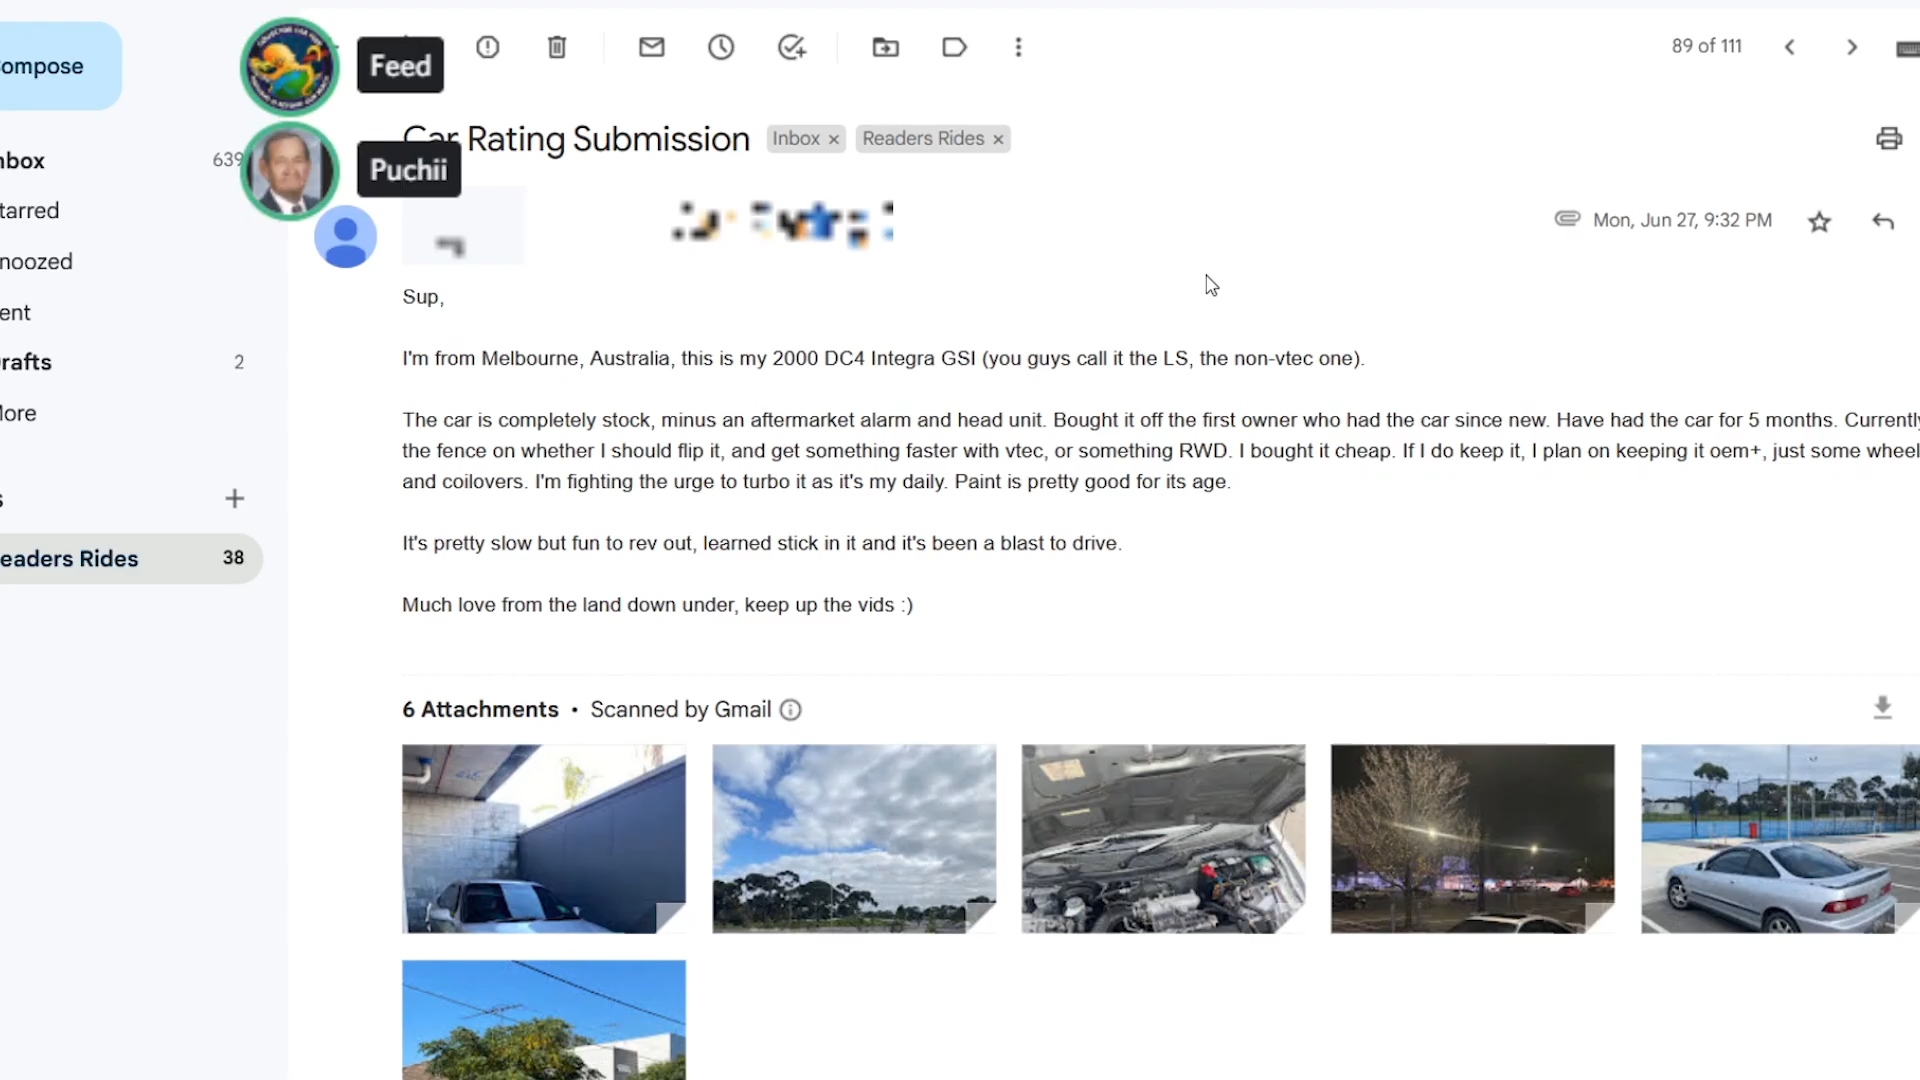 ompose
Feed
89 of 111
Car Rating Submission
Inbox ×
Readers Rides ×
nbox
639
Puchii
tarred
Mon, Jun 27, 9:32 PM
noozed
Sup,
ent
I'm from Melbourne, Australia, this is my 2000 DC4 Integra GSI (you guys call it the LS, the non-vtec one).
rafts
2
ore
The car is completely stock, minus an aftermarket alarm and head unit. Bought it off the first owner who had the car since new. Have had the car for 5 months. Currently
the fence on whether I should flip it, and get something faster with vtec, or something RWD. I bought it cheap. If I do keep it, I plan on keeping it oem+, just some wheel
and coilovers. I'm fighting the urge to turbo it as it's my daily. Paint is pretty good for its age.
s
+
It's pretty slow but fun to rev out, learned stick in it and it's been a blast to drive.
eaders Rides
38
Much love from the land down under, keep up the vids :)
6 Attachments • Scanned by Gmail